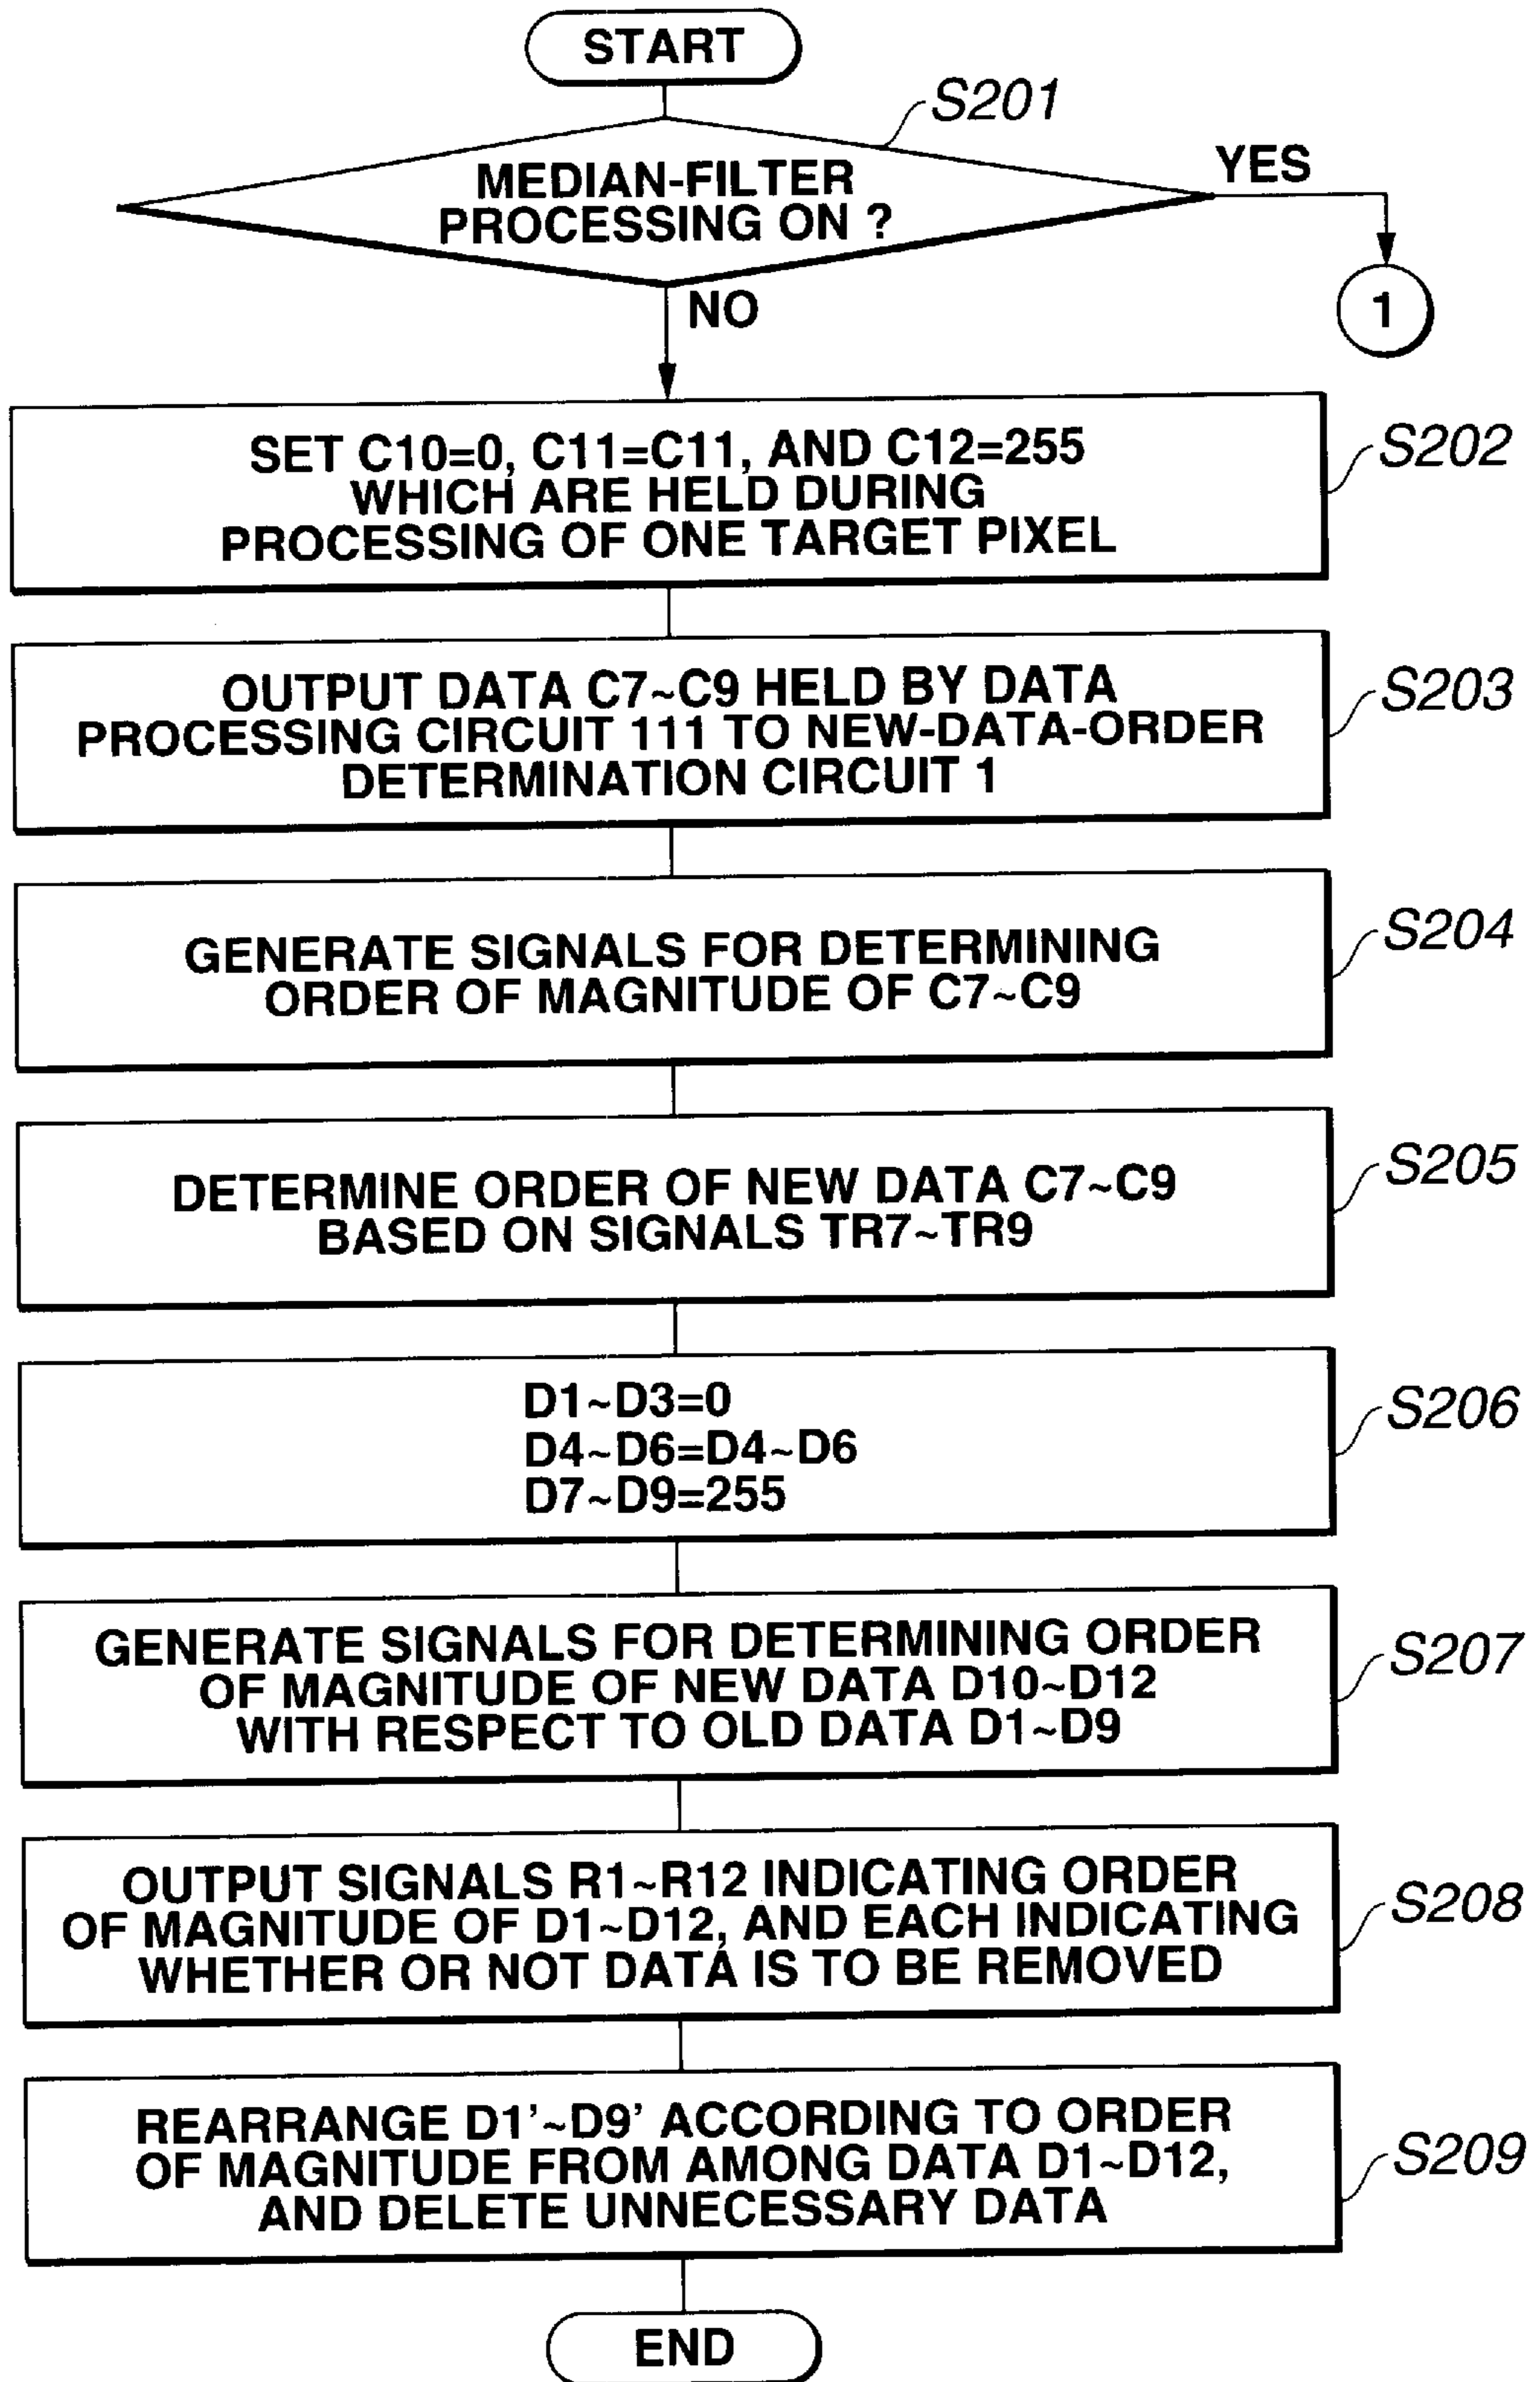 START
S201
MEDIAN-FILTER
PROCESSING ON ?
YES
1
NO
SET C10=0, C11=C11, AND C12=255
WHICH ARE HELD DURING
PROCESSING OF ONE TARGET PIXEL
S202
OUTPUT DATA C7~C9 HELD BY DATA
PROCESSING CIRCUIT 111 TO NEW-DATA-ORDER
DETERMINATION CIRCUIT 1
S203
GENERATE SIGNALS FOR DETERMINING
ORDER OF MAGNITUDE OF C7~C9
S204
DETERMINE ORDER OF NEW DATA C7~C9
BASED ON SIGNALS TR7~TR9
S205
D1~D3=0
D4~D6=D4~D6
D7~D9=255
S206
GENERATE SIGNALS FOR DETERMINING ORDER
OF MAGNITUDE OF NEW DATA D10~D12
WITH RESPECT TO OLD DATA D1~D9
S207
OUTPUT SIGNALS R1~R12 INDICATING ORDER
OF MAGNITUDE OF D1~D12, AND EACH INDICATING
WHETHER OR NOT DATA IS TO BE REMOVED
S208
REARRANGE D1'~D9' ACCORDING TO ORDER
OF MAGNITUDE FROM AMONG DATA D1~D12,
AND DELETE UNNECESSARY DATA
S209
END